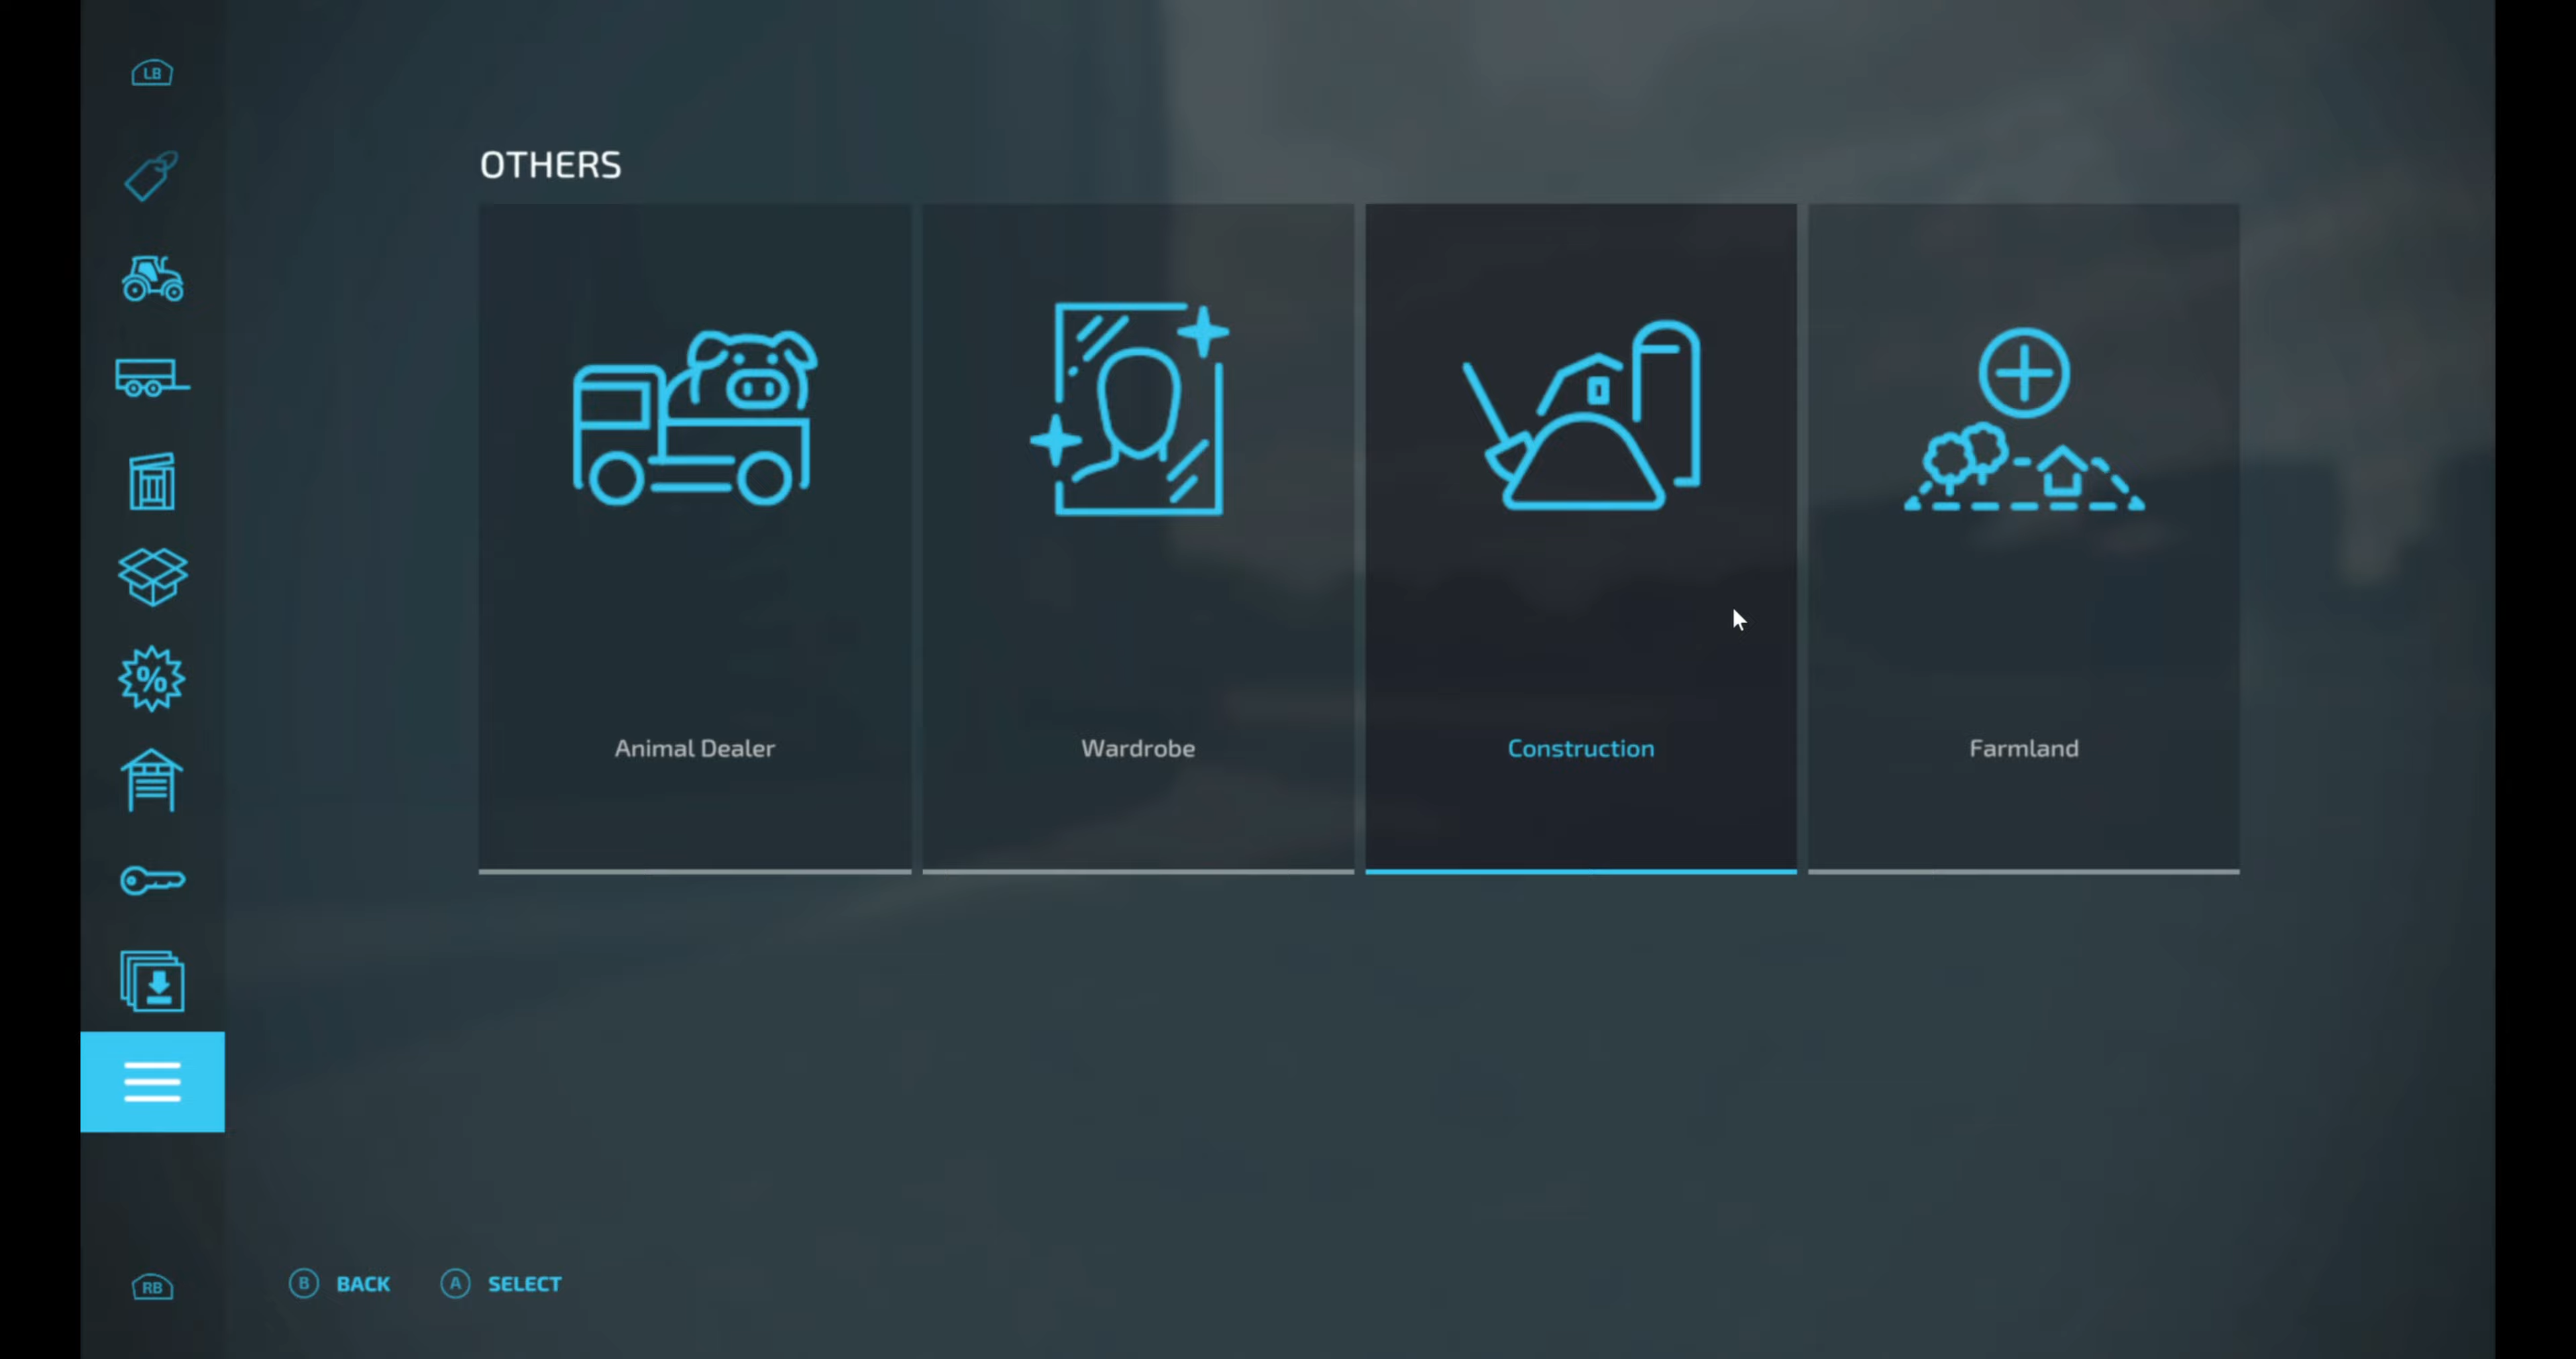 LB
OTHERS
%
Animal Dealer
Wardrobe
Construction
Farmland
RB
B BACK A SELECT